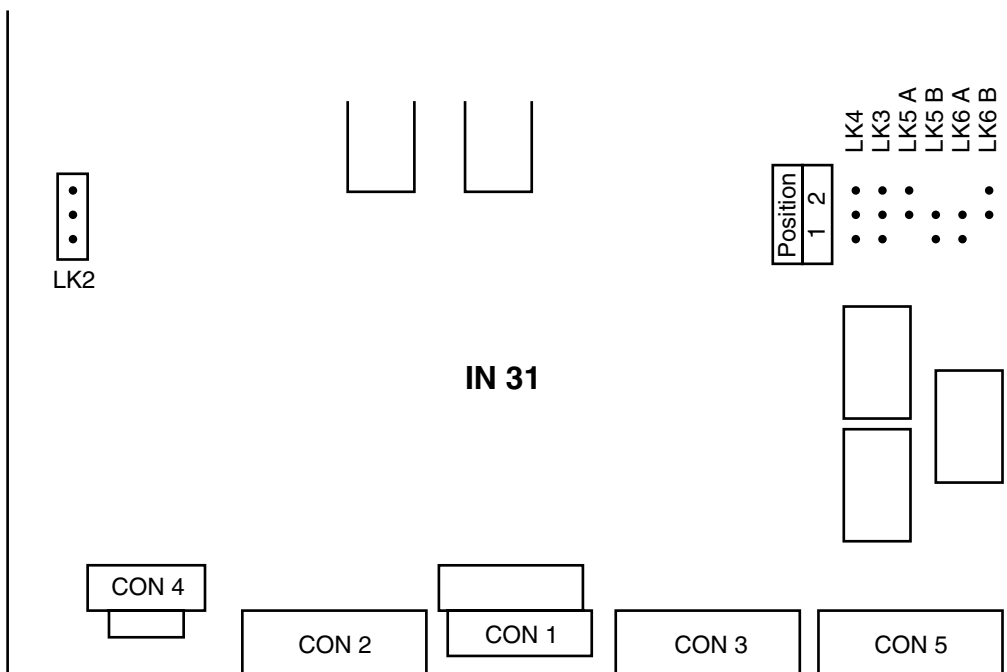 LK4
LK3
LK5 A
LK5 B
LK6 A
LK6 B
Position
1 2
LK2
IN 31
CON 4
CON 2
CON 1
CON 3
CON 5